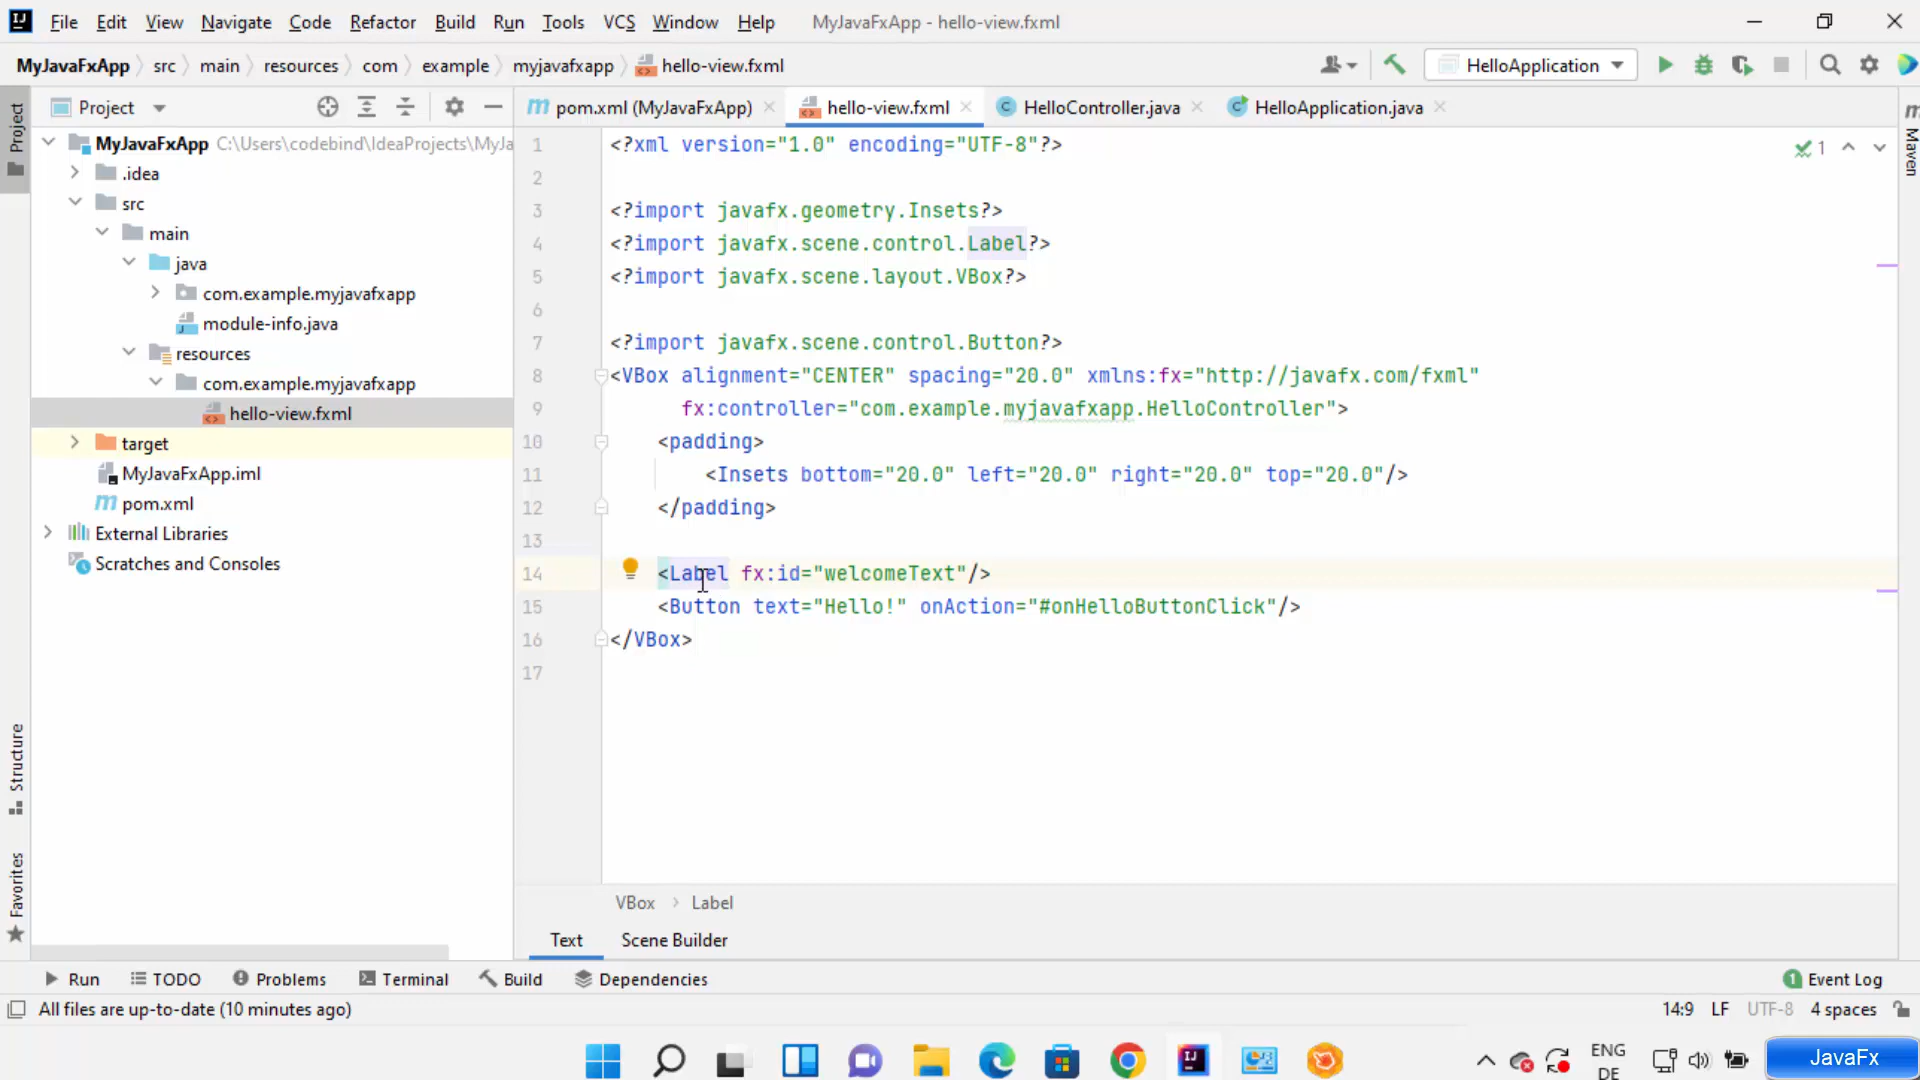 File Edit View Navigate Code Refactor Build Run Tools VCS Window Help MyJavaFxApp - hello-view.fxml
MyJavaFxApp src main resources com example myjavafxapp hello-view.fxml HelloApplication
Project
Project
pom.xml (MyJavaFxApp) hello-view.fxml HelloController.java HelloApplication.java
MyJavaFxApp C:\Users\codebind\IdeaProjects\MyJa
.idea
src
main
java
com.example.myjavafxapp
module-info.java
resources
com.example.myjavafxapp
hello-view.fxml
target
MyJavaFxApp.iml
pom.xml
External Libraries
Scratches and Consoles
Structure
Favorites
1 <?xml version="1.0" encoding="UTF-8"?>
2
3 <?import javafx.geometry.Insets?>
4 <?import javafx.scene.control.Label?>
5 <?import javafx.scene.layout.VBox?>
6
7 <?import javafx.scene.control.Button?>
8 <VBox alignment="CENTER" spacing="20.0" xmlns:fx="http://javafx.com/fxml"
9 fx:controller="com.example.myjavafxapp.HelloController">
10 <padding>
11 <Insets bottom="20.0" left="20.0" right="20.0" top="20.0"/>
12 </padding>
13
14 <Label fx:id="welcomeText"/>
15 <Button text="Hello!" onAction="#onHelloButtonClick"/>
16 </VBox>
17
1
m
Maven
VBox Label
Text Scene Builder
Run TODO Problems Terminal Build Dependencies 1 Event Log
All files are up-to-date (10 minutes ago) 14:9 LF UTF-8 4 spaces
ENG
DE
JavaFx